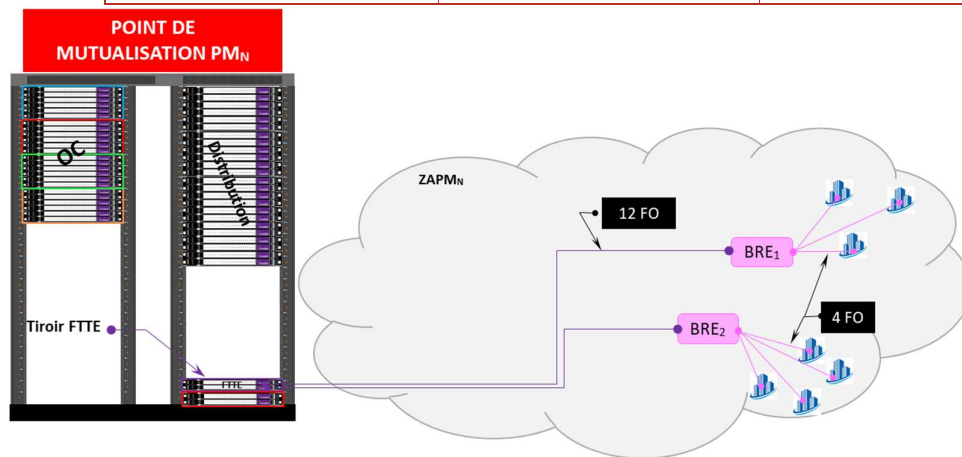 POINT DE
MUTUALISATION PMN
OC
Distribution
ZAPMN
12 FO
BRE1
4 FO
BRE2
Tiroir FTTE
FTTE